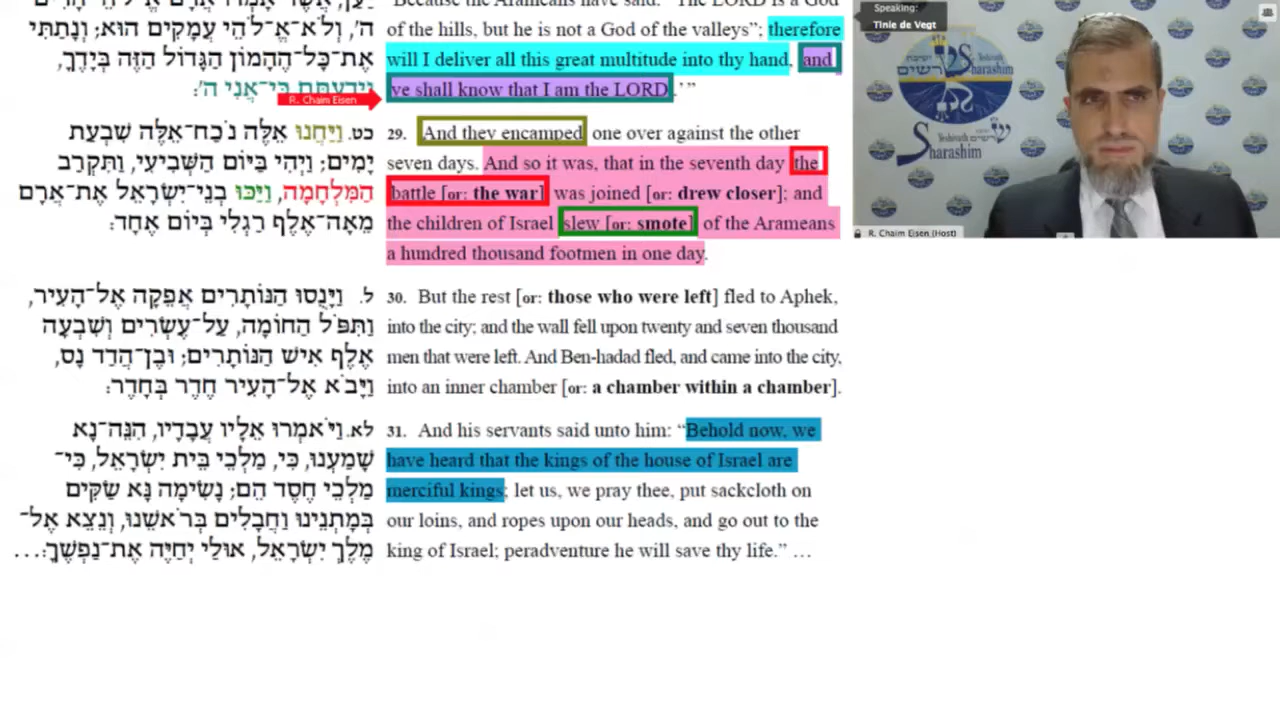 "Because the Arameans have said: "The LORD is a God
of the hills, but he is not a God of the valleys"; therefore
will I deliver all this great multitude into thy hand, and
ye shall know that I am the LORD.'"
29. And they encamped one over against the other
seven days. And so it was, that in the seventh day the
battle [or: the war] was joined [or: drew closer]; and
the children of Israel slew [or: smote] of the Arameans
a hundred thousand footmen in one day.
30. But the rest [or: those who were left] fled to Aphek,
into the city; and the wall fell upon twenty and seven thousand
men that were left. And Ben-hadad fled, and came into the city,
into an inner chamber [or: a chamber within a chamber].
31. And his servants said unto him: "Behold now, we
have heard that the kings of the house of Israel are
merciful kings; let us, we pray thee, put sackcloth on
our loins, and ropes upon our heads, and go out to the
king of Israel; peradventure he will save thy life." …
ה', וְלֹא־אֱלֹהֵי עֲמָקִים הוּא; וְנָתַתִּי
אֶת־כָּל־הֶהָמוֹן הַגָּדוֹל הַזֶּה בְּיָדֶךָ,
וִידַעְתֶּם כִּי־אֲנִי ה':
כט. וַיַּחֲנוּ אֵלֶּה נֹכַח־אֵלֶּה שִׁבְעַת
יָמִים; וַיְהִי בַּיּוֹם הַשְּׁבִיעִי, וַתִּקְרַב
הַמִּלְחָמָה, וַיַּכּוּ בְנֵי־יִשְׂרָאֵל אֶת־אֲרָם
מֵאָה־אֶלֶף רַגְלִי בְּיוֹם אֶחָד:
ל. וַיָּנֻסוּ הַנּוֹתָרִים אֲפֵקָה אֶל־הָעִיר,
וַתִּפֹּל הַחוֹמָה, עַל־עֶשְׂרִים וְשִׁבְעָה
אֶלֶף אִישׁ הַנּוֹתָרִים; וּבֶן־הֲדַד נָס,
וַיָּבֹא אֶל־הָעִיר חֶדֶר בְּחָדֶר:
לא. וַיֹּאמְרוּ אֵלָיו עֲבָדָיו, הִנֵּה־נָא
שָׁמַעְנוּ, כִּי, מַלְכֵי בֵּית יִשְׂרָאֵל, כִּי־
מַלְכֵי חֶסֶד הֵם; נָשִׂימָה נָּא שַׂקִּים
בְּמָתְנֵינוּ וַחֲבָלִים בְּרֹאשֵׁנוּ, וְנֵצֵא אֶל־
מֶלֶךְ יִשְׂרָאֵל, אוּלַי יְחַיֶּה אֶת־נַפְשֶׁךָ:…
R. Chaim Eisen
Speaking:
Tinie de Vegt
Yeshivath Sharashim
ישיבת שרשים
R. Chaim Eisen (Host)